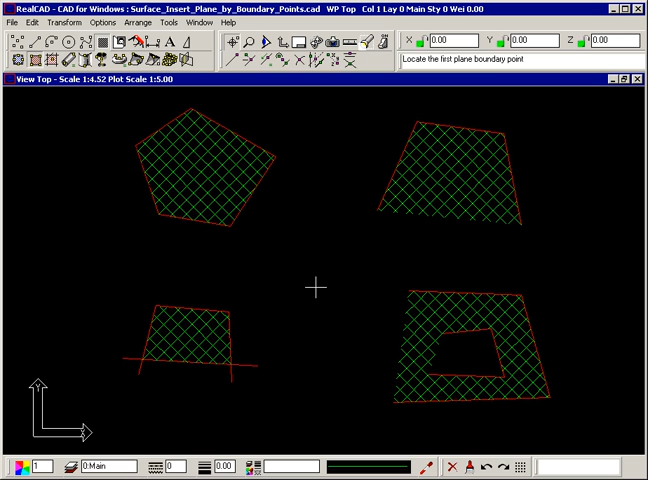 RealCAD - CAD for Windows : Surface_Insert_Plane_by_Boundary_Points.cad WP Top Col 1 Lay 0 Main Sty 0 Wei 0.00
File Edit Transform Options Arrange Tools Window Help
A
X 0.00 Y 0.00 Z 0.00
Locate the first plane boundary point
View Top - Scale 1:4.52 Plot Scale 1:5.00
Y
X
1 0:Main 0 0.00